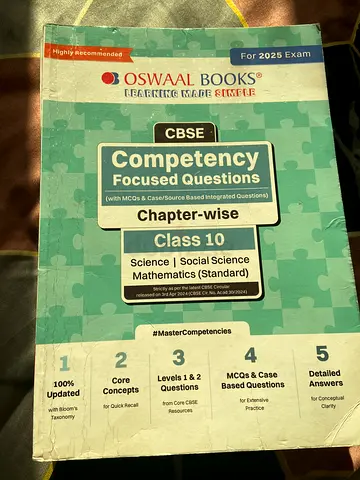 Highly Recommended
For 2025 Exam
OSWAAL BOOKS®
LEARNING MADE SIMPLE
CBSE
Competency
Focused Questions
(with MCQs & Case/Source Based Integrated Questions)
Chapter-wise
Class 10
Science | Social Science
Mathematics (Standard)
Strictly as per the latest CBSE Circular
released on 3rd Apr 2024 (CBSE Cir. No. Acad 30/2024)
#MasterCompetencies
1
100%
Updated
with Bloom's
Taxonomy
2
Core
Concepts
for Quick Recall
3
Levels 1 & 2
Questions
from Core CBSE
Resources
4
MCQs & Case
Based Questions
for Extensive
Practice
5
Detailed
Answers
for Conceptual
Clarity